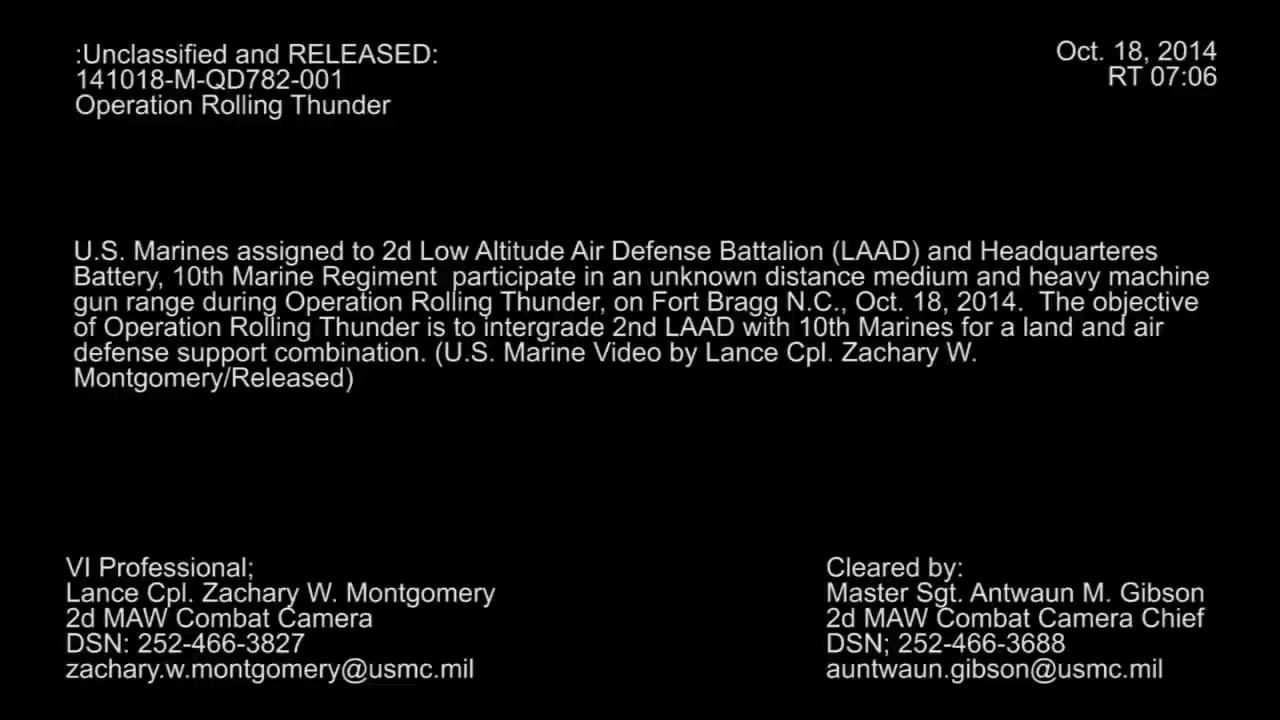 :Unclassified and RELEASED:
141018-M-QD782-001
Operation Rolling Thunder
Oct. 18, 2014
RT 07:06
U.S. Marines assigned to 2d Low Altitude Air Defense Battalion (LAAD) and Headquarteres
Battery, 10th Marine Regiment  participate in an unknown distance medium and heavy machine
gun range during Operation Rolling Thunder, on Fort Bragg N.C., Oct. 18, 2014.  The objective
of Operation Rolling Thunder is to intergrade 2nd LAAD with 10th Marines for a land and air
defense support combination. (U.S. Marine Video by Lance Cpl. Zachary W.
Montgomery/Released)
VI Professional;
Lance Cpl. Zachary W. Montgomery
2d MAW Combat Camera
DSN: 252-466-3827
zachary.w.montgomery@usmc.mil
Cleared by:
Master Sgt. Antwaun M. Gibson
2d MAW Combat Camera Chief
DSN; 252-466-3688
auntwaun.gibson@usmc.mil